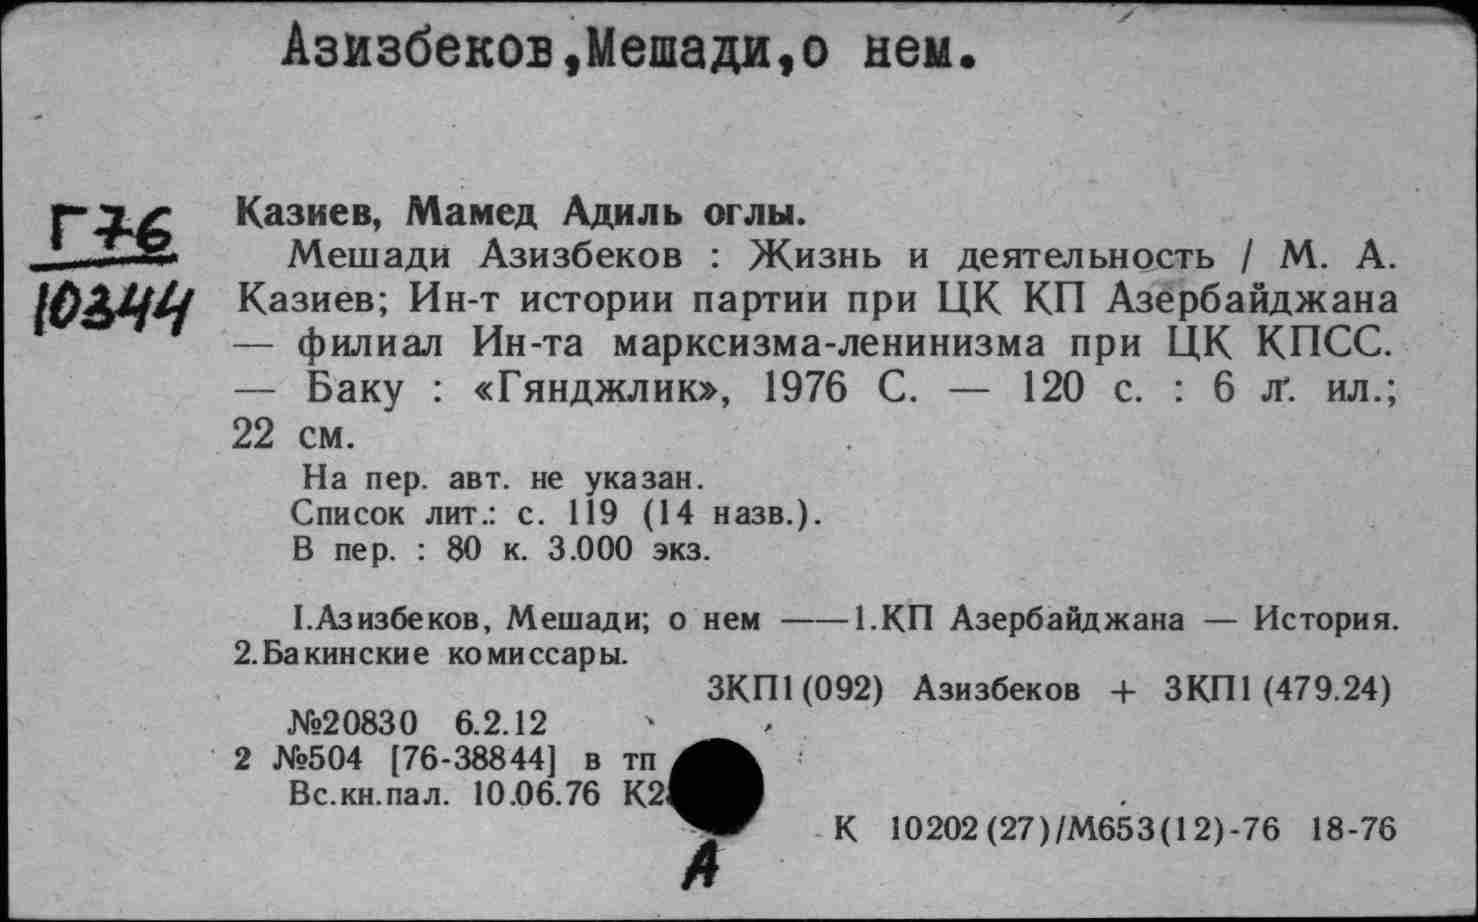 Азизбеков,Мешади,о нем.
Г76
10244
Казиев, Мамед Адиль оглы.
Мешади Азизбеков : Жизнь и деятельность / М. А.
Казиев; Ин-т истории партии при ЦК КП Азербайджана
— филиал Ин-та марксизма-ленинизма при ЦК КПСС.
— Баку : «Гянджлик», 1976 С. — 120 с. : 6 л. ил.;
22 см.
На пер. авт. не указан.
Список лит.: с. 119 (14 назв.).
В пер. : 80 к. 3.000 экз.
I.Азизбеков, Мешади; о нем —— 1.КП Азербайджана — История.
2.Бакинские комиссары.
ЗКП1(092) Азизбеков + ЗКП1(479.24)
№20830 6.2.12
2 №504 [76-38844] в тп
Вс.кн.пал. 10.06.76 К2
К 10202(27)/М653(12)-76 18-76
А